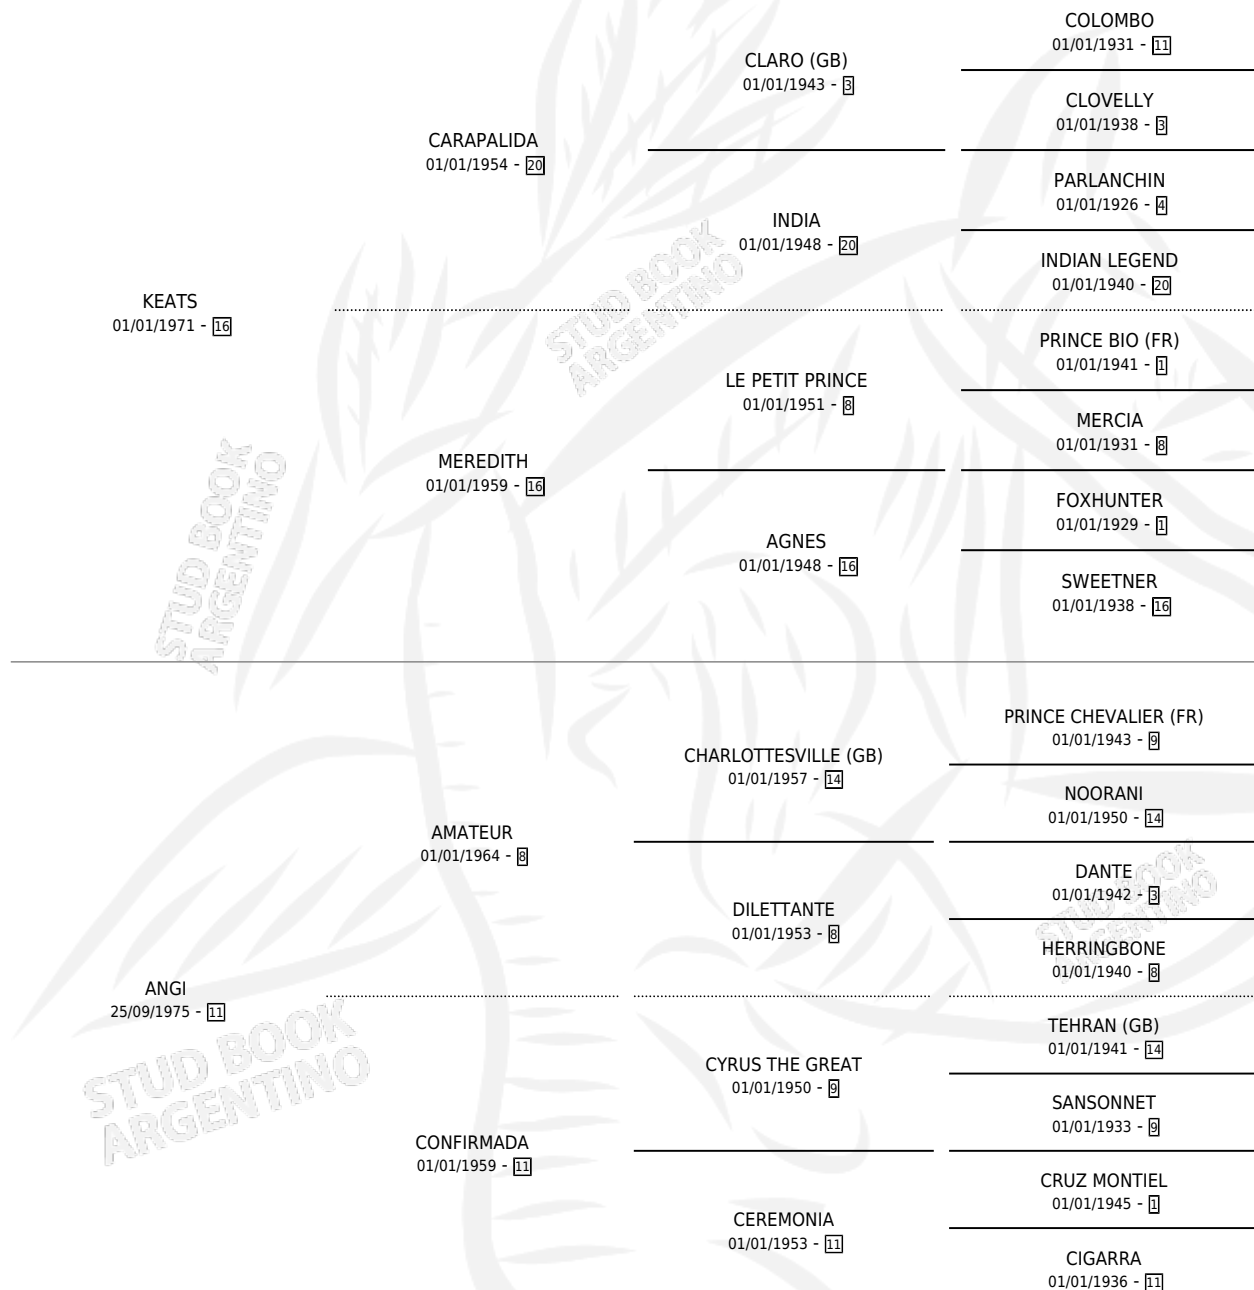 COLOMBO
01/01/1931 - 11
CLARO (GB)
01/01/1943 - 3
CLOVELLY
01/01/1938 - 3
CARAPALIDA
01/01/1954 - 20
PARLANCHIN
01/01/1926 - 4
INDIA
01/01/1948 - 20
INDIAN LEGEND
01/01/1940 - 20
KEATS
01/01/1971 - 16
PRINCE BIO (FR)
01/01/1941 - 1
LE PETIT PRINCE
01/01/1951 - 8
MERCIA
01/01/1931 - 8
MEREDITH
01/01/1959 - 16
FOXHUNTER
01/01/1929 - 1
AGNES
01/01/1948 - 16
SWEETNER
01/01/1938 - 16
STUD BOOK
ARGENTINO
STUD BOOK
ARGENTINO
PRINCE CHEVALIER (FR)
01/01/1943 - 9
CHARLOTTESVILLE (GB)
01/01/1957 - 14
NOORANI
01/01/1950 - 14
AMATEUR
01/01/1964 - 8
DANTE
01/01/1942 - 3
DILETTANTE
01/01/1953 - 8
HERRINGBONE
01/01/1940 - 8
ANGI
25/09/1975 - 11
TEHRAN (GB)
01/01/1941 - 14
CYRUS THE GREAT
01/01/1950 - 9
SANSONNET
01/01/1933 - 9
CONFIRMADA
01/01/1959 - 11
CRUZ MONTIEL
01/01/1945 - 1
CEREMONIA
01/01/1953 - 11
CIGARRA
01/01/1936 - 11
STUD BOOK
ARGENTINO
STUD BOOK
ARGENTINO